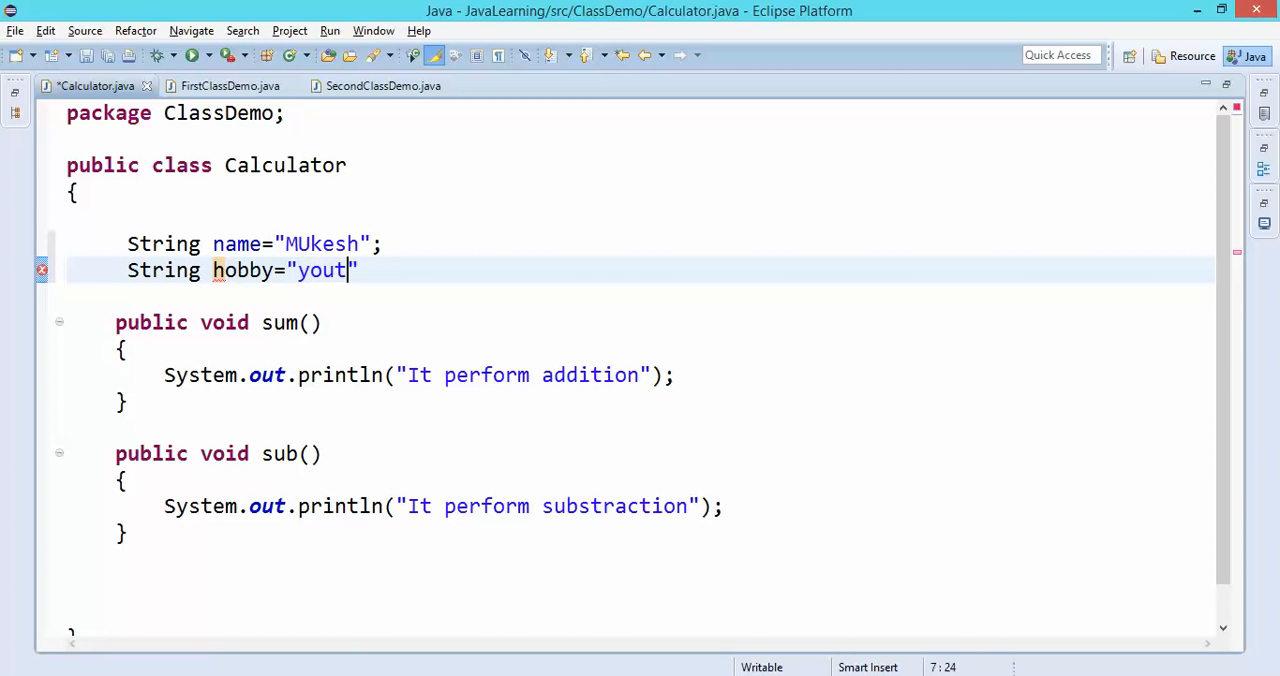 Java - JavaLearning/src/ClassDemo/Calculator.java - Eclipse Platform
File Edit Source Refactor Navigate Search Project Run Window Help
Quick Access Resource Java
*Calculator.java FirstClassDemo.java SecondClassDemo.java
package ClassDemo;
public class Calculator
{
String name="MUkesh";
String hobby="yout"
public void sum()
{
System.out.println("It perform addition");
}
public void sub()
{
System.out.println("It perform substraction");
}
}
Writable Smart Insert 7 : 24